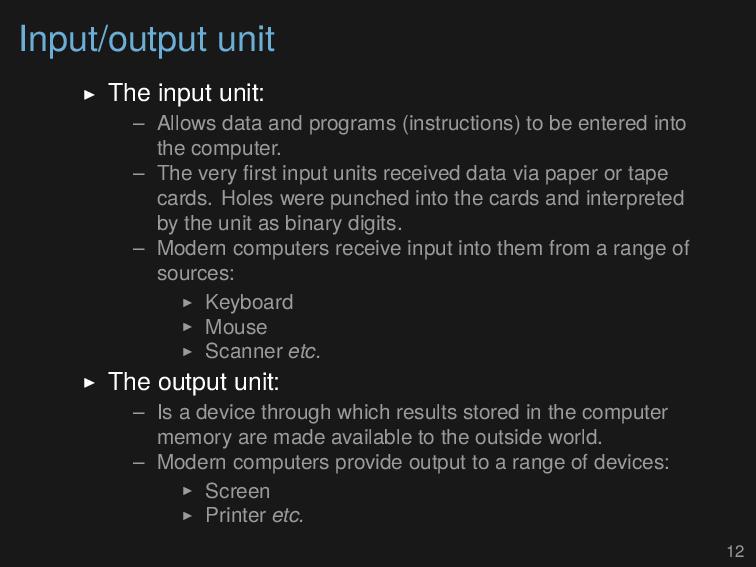 Input/output unit
▶ The input unit:
– Allows data and programs (instructions) to be entered into
the computer.
– The very first input units received data via paper or tape
cards. Holes were punched into the cards and interpreted
by the unit as binary digits.
– Modern computers receive input into them from a range of
sources:
▶ Keyboard
▶ Mouse
▶ Scanner etc.
▶ The output unit:
– Is a device through which results stored in the computer
memory are made available to the outside world.
– Modern computers provide output to a range of devices:
▶ Screen
▶ Printer etc.
12